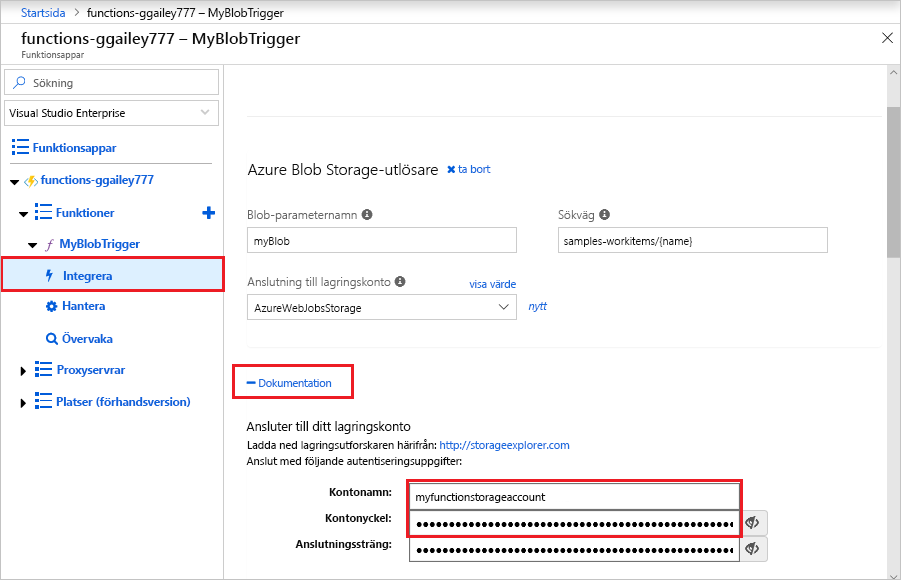 Startsida > functions-ggailey777 – MyBlobTrigger
functions-ggailey777 – MyBlobTrigger
Funktionsappar
Sökning
Visual Studio Enterprise
Funktionsappar
functions-ggailey777
Funktioner
MyBlobTrigger
Integrera
Hantera
Övervaka
Proxyservrar
Platser (förhandsversion)
Azure Blob Storage-utlösare ta bort
Blob-parameternamn Sökväg
myBlob samples-workitems/{name}
Anslutning till lagringskonto visa värde
AzureWebJobsStorage nytt
Dokumentation
Ansluter till ditt lagringskonto
Ladda ned lagringsutforskaren härifrån: http://storageexplorer.com
Anslut med följande autentiseringsuppgifter:
Kontonamn: myfunctionstorageaccount
Kontonyckel:
Anslutningssträng: